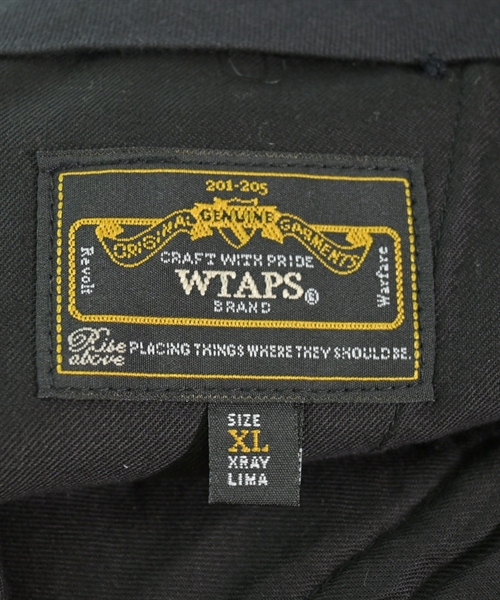 201-205
ORIGINAL GENUINE GARMENTS
CRAFT WITH PRIDE
Revolt
WTAPS®
Warfare
BRAND
Rise above
PLACING THINGS WHERE THEY SHOULD BE.
SIZE
XL
XRAY
LIMA